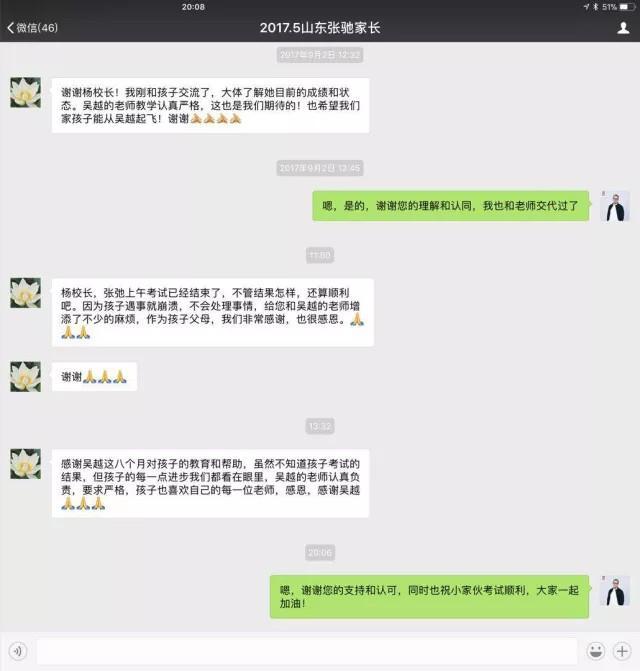 20:08
51%
微信(46)
2017.5山东张驰家长
2017年9月2日 12:32
谢谢杨校长！我刚和孩子交流了，大体了解她目前的成绩和状
态。吴越的老师教学认真严格，这也是我们期待的！也希望我们
家孩子能从吴越起飞！谢谢🙏🙏🙏🙏
2017年9月2日 12:45
嗯，是的，谢谢您的理解和认同，我也和老师交代过了
杨校长，张弛上午考试已经结束了，不管结果怎样，还算顺利
吧。因为孩子遇事就崩溃，不会处理事情，给您和吴越的老师增
添了不少的麻烦，作为孩子父母，我们非常感谢，也很感恩。🙏
🙏🙏
谢谢🙏🙏🙏
13:32
感谢吴越这八个月对孩子的教育和帮助，虽然不知道孩子考试的
结果，但孩子的每一点进步我们都看在眼里，吴越的老师认真负
责，要求严格，孩子也喜欢自己的每一位老师，感恩，感谢吴越
🙏🙏🙏
20:06
嗯，谢谢您的支持和认可，同时也祝小家伙考试顺利，大家一起
加油！